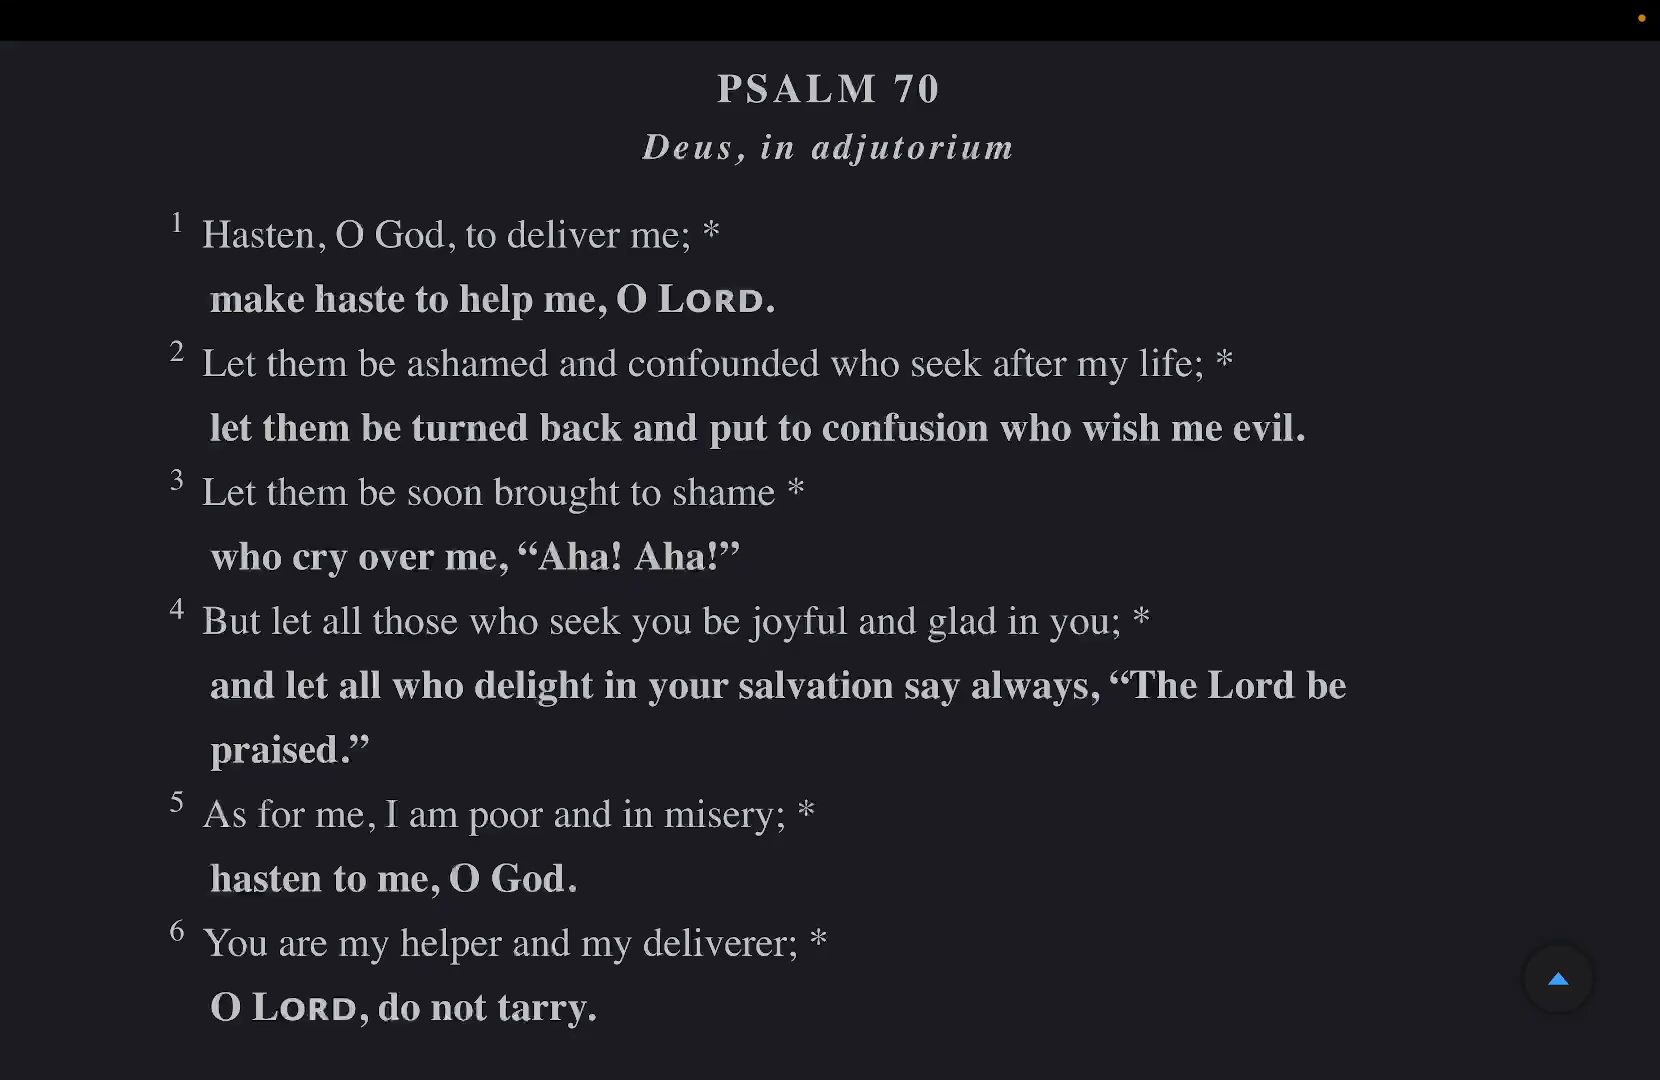 PSALM 70
Deus, in adjutorium
1 Hasten, O God, to deliver me; *
make haste to help me, O LORD.
2 Let them be ashamed and confounded who seek after my life; *
let them be turned back and put to confusion who wish me evil.
3 Let them be soon brought to shame *
who cry over me, “Aha! Aha!”
4 But let all those who seek you be joyful and glad in you; *
and let all who delight in your salvation say always, “The Lord be
praised.”
5 As for me, I am poor and in misery; *
hasten to me, O God.
6 You are my helper and my deliverer; *
O LORD, do not tarry.